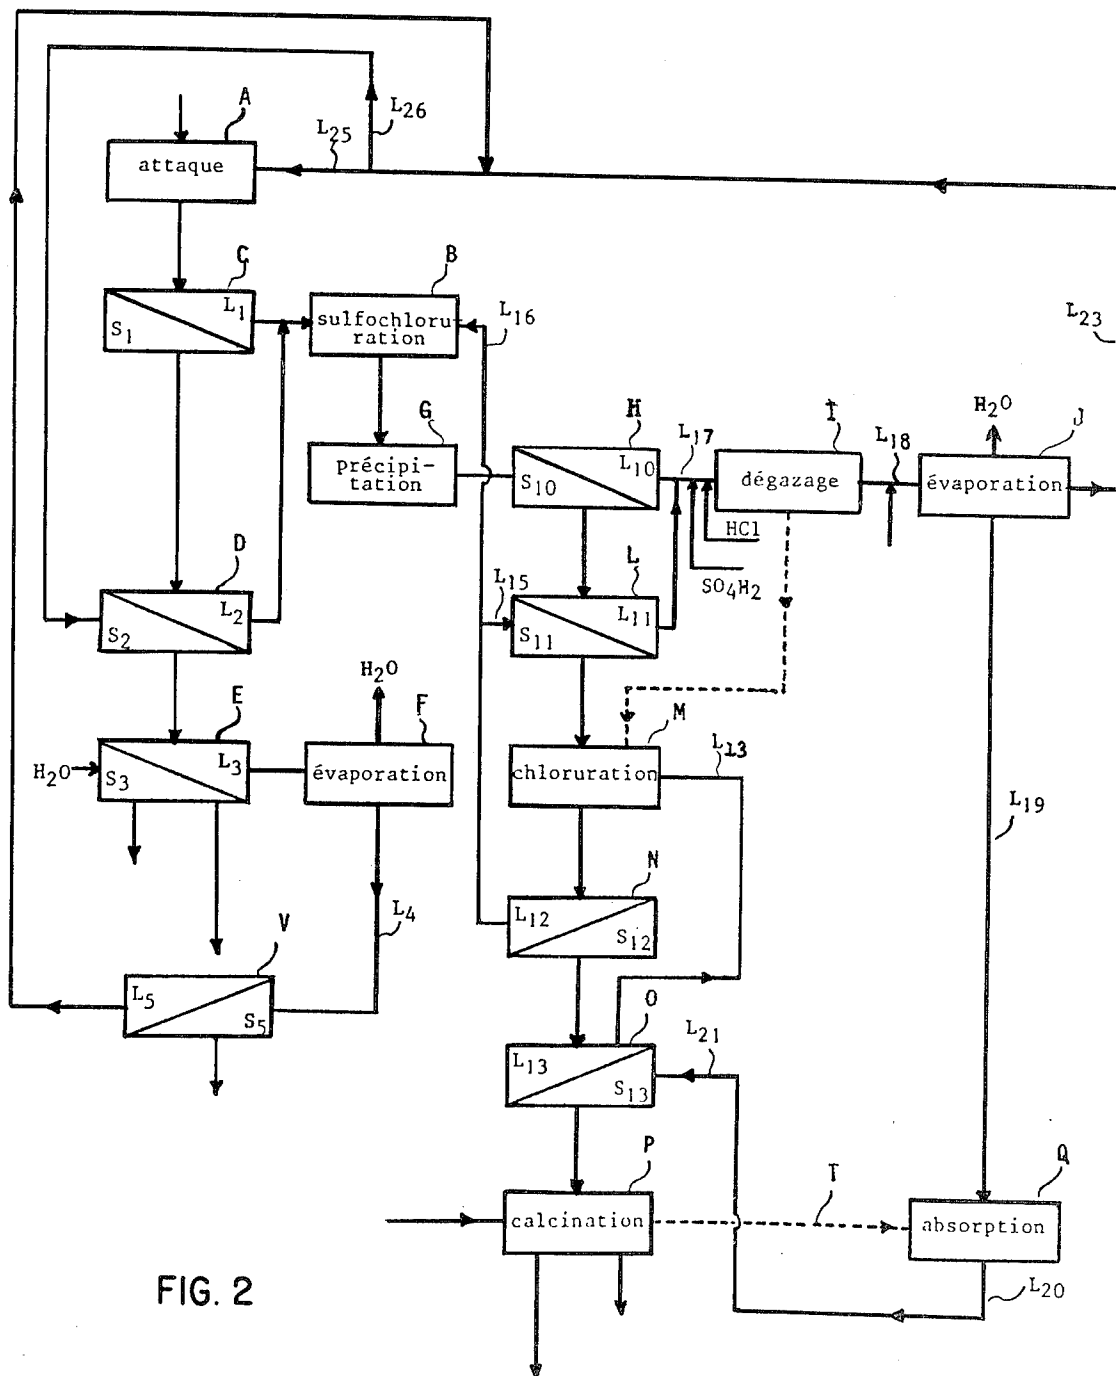 A
L26
L25
attaque
C
B
L1
S1
sulfochloru-
ration
L16
L23
G
H
L17
I
L18
H2O
J
précipi-
tation
L10
S10
dégazage
évaporation
HCl
SO4H2
D
L2
S2
L15
L
L11
S11
E
H2O
F
M
L13
H2O
L3
S3
évaporation
chloruration
L19
N
L4
L12
S12
V
L5
S5
O
L21
L13
S13
P
T
Q
calcination
absorption
L20
FIG. 2